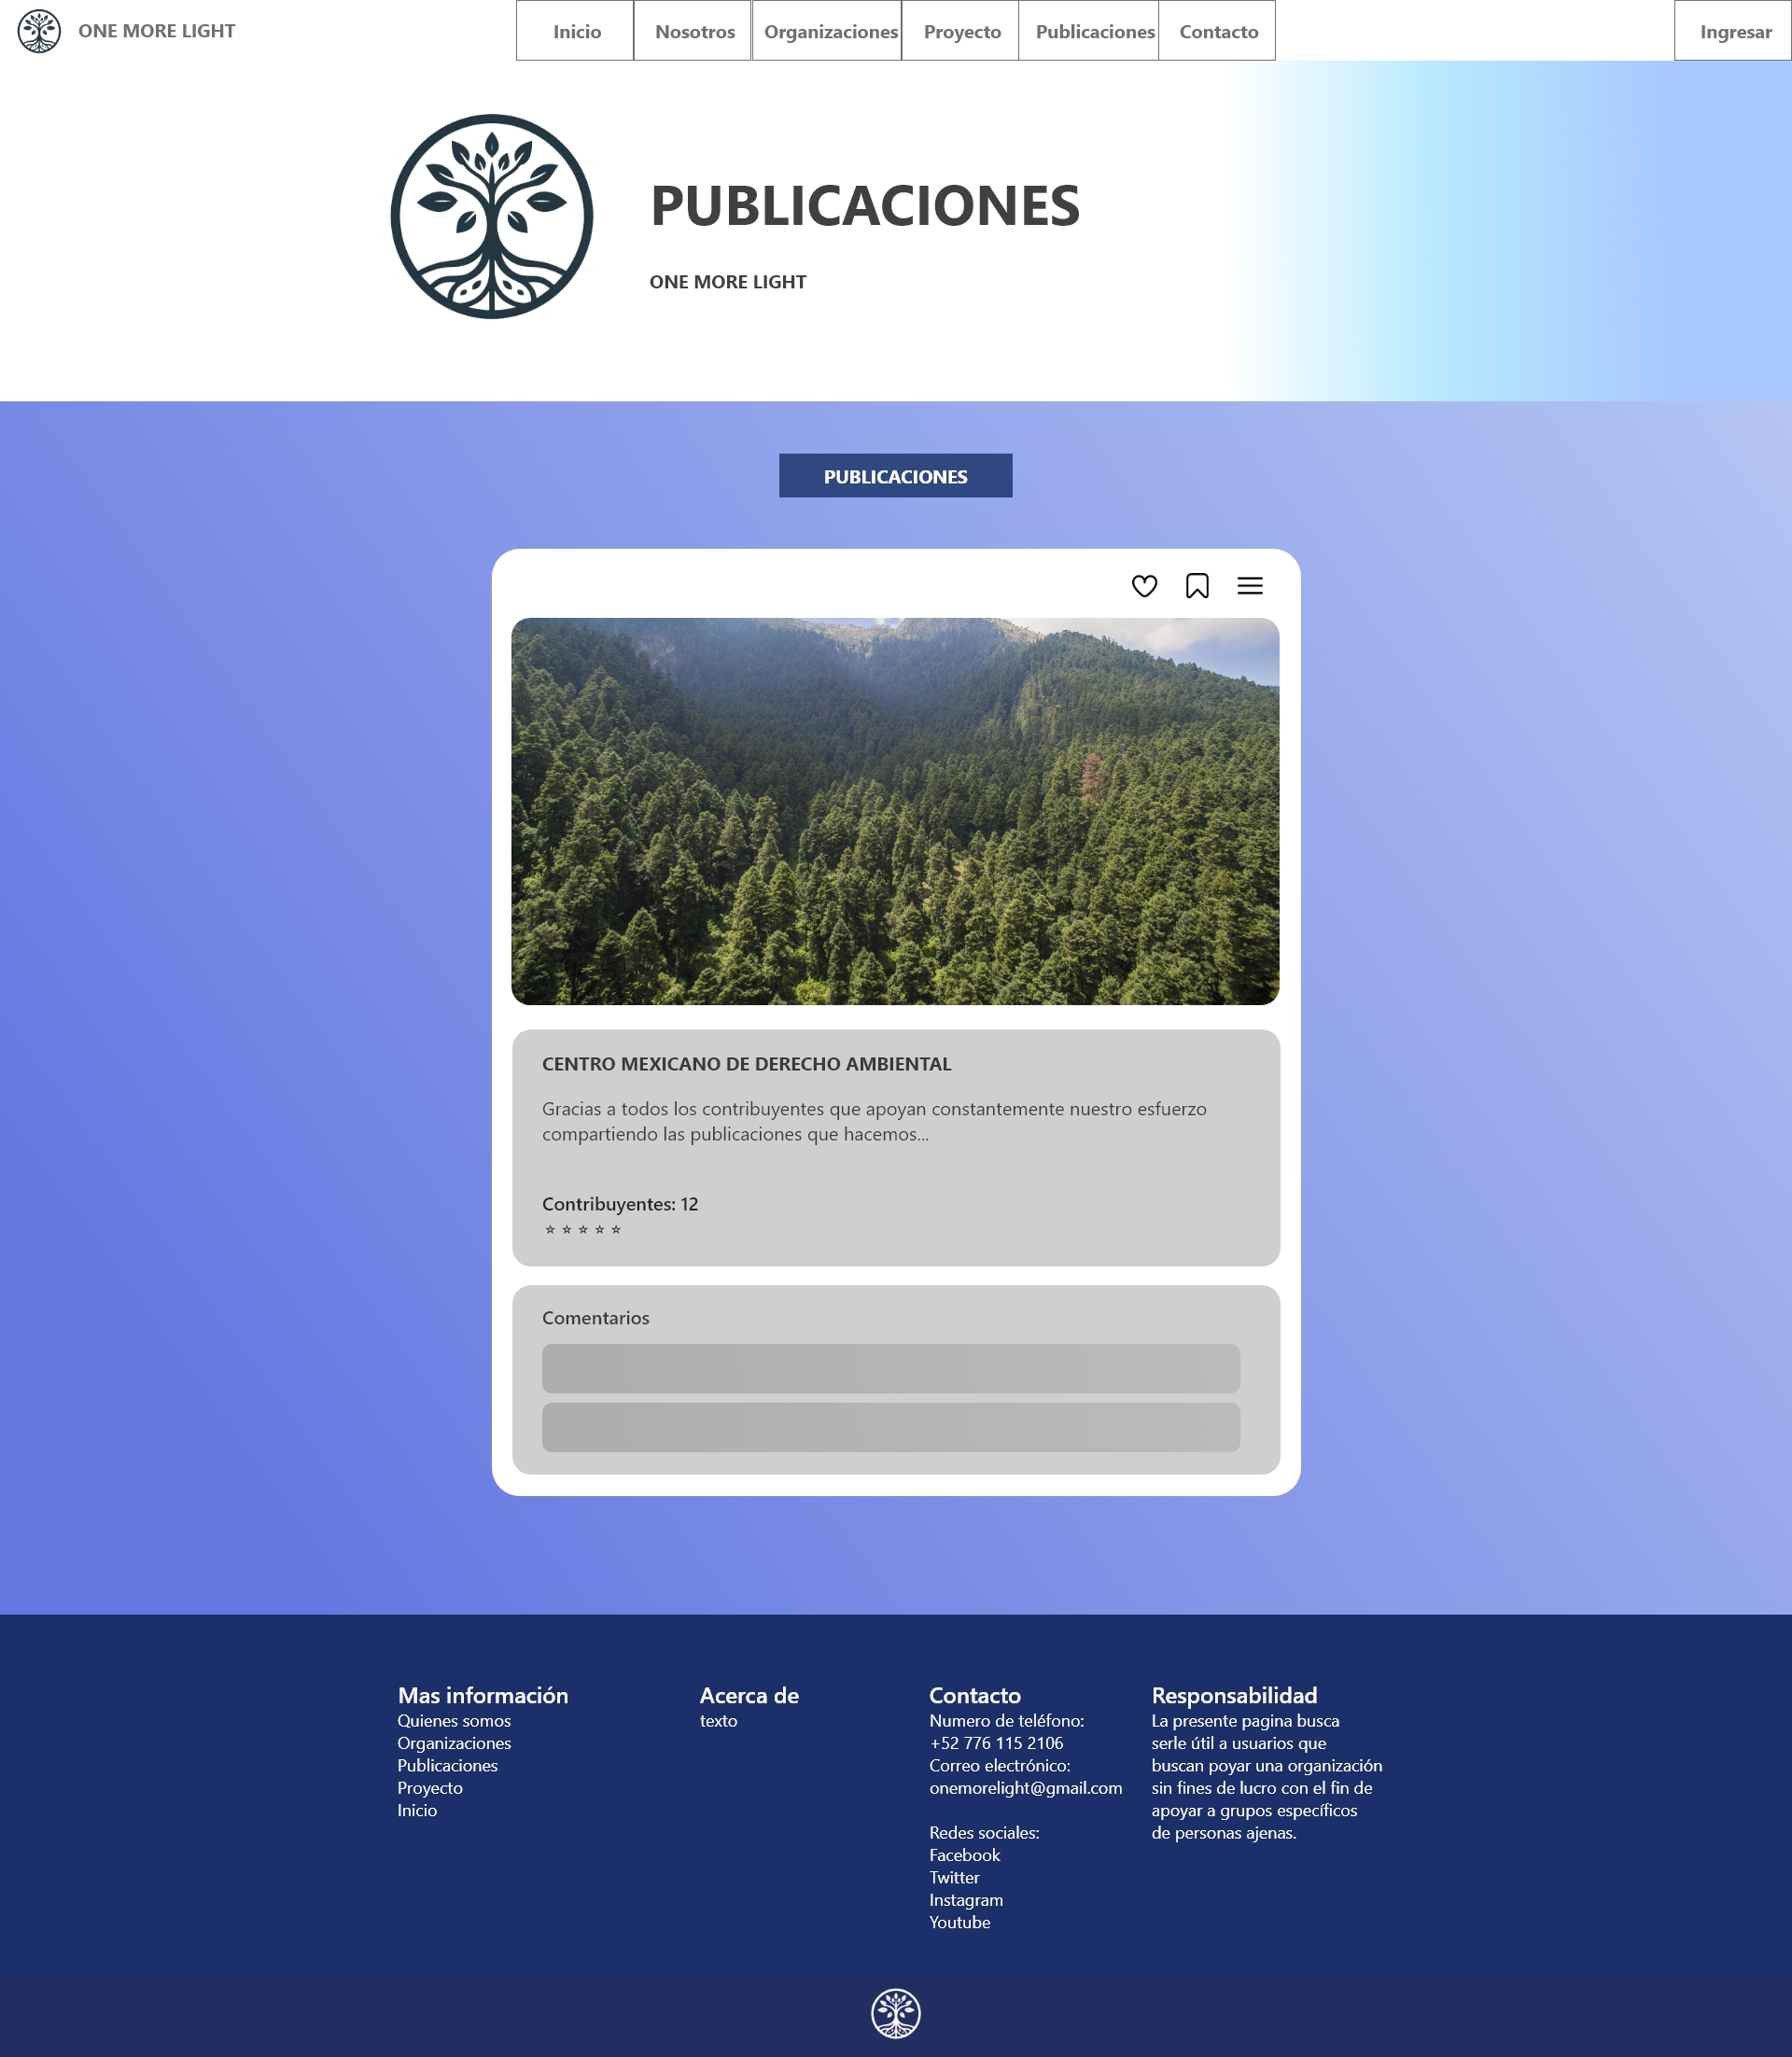 ONE MORE LIGHT
Inicio
Nosotros
Organizaciones
Proyecto
Publicaciones
Contacto
Ingresar
PUBLICACIONES
ONE MORE LIGHT
PUBLICACIONES
CENTRO MEXICANO DE DERECHO AMBIENTAL
Gracias a todos los contribuyentes que apoyan constantemente nuestro esfuerzo
compartiendo las publicaciones que hacemos...
Contribuyentes: 12
Comentarios
Mas información
Quienes somos
Organizaciones
Publicaciones
Proyecto
Inicio
Acerca de
texto
Contacto
Numero de teléfono:
+52 776 115 2106
Correo electrónico:
onemorelight@gmail.com
Redes sociales:
Facebook
Twitter
Instagram
Youtube
Responsabilidad
La presente pagina busca
serle útil a usuarios que
buscan poyar una organización
sin fines de lucro con el fin de
apoyar a grupos específicos
de personas ajenas.